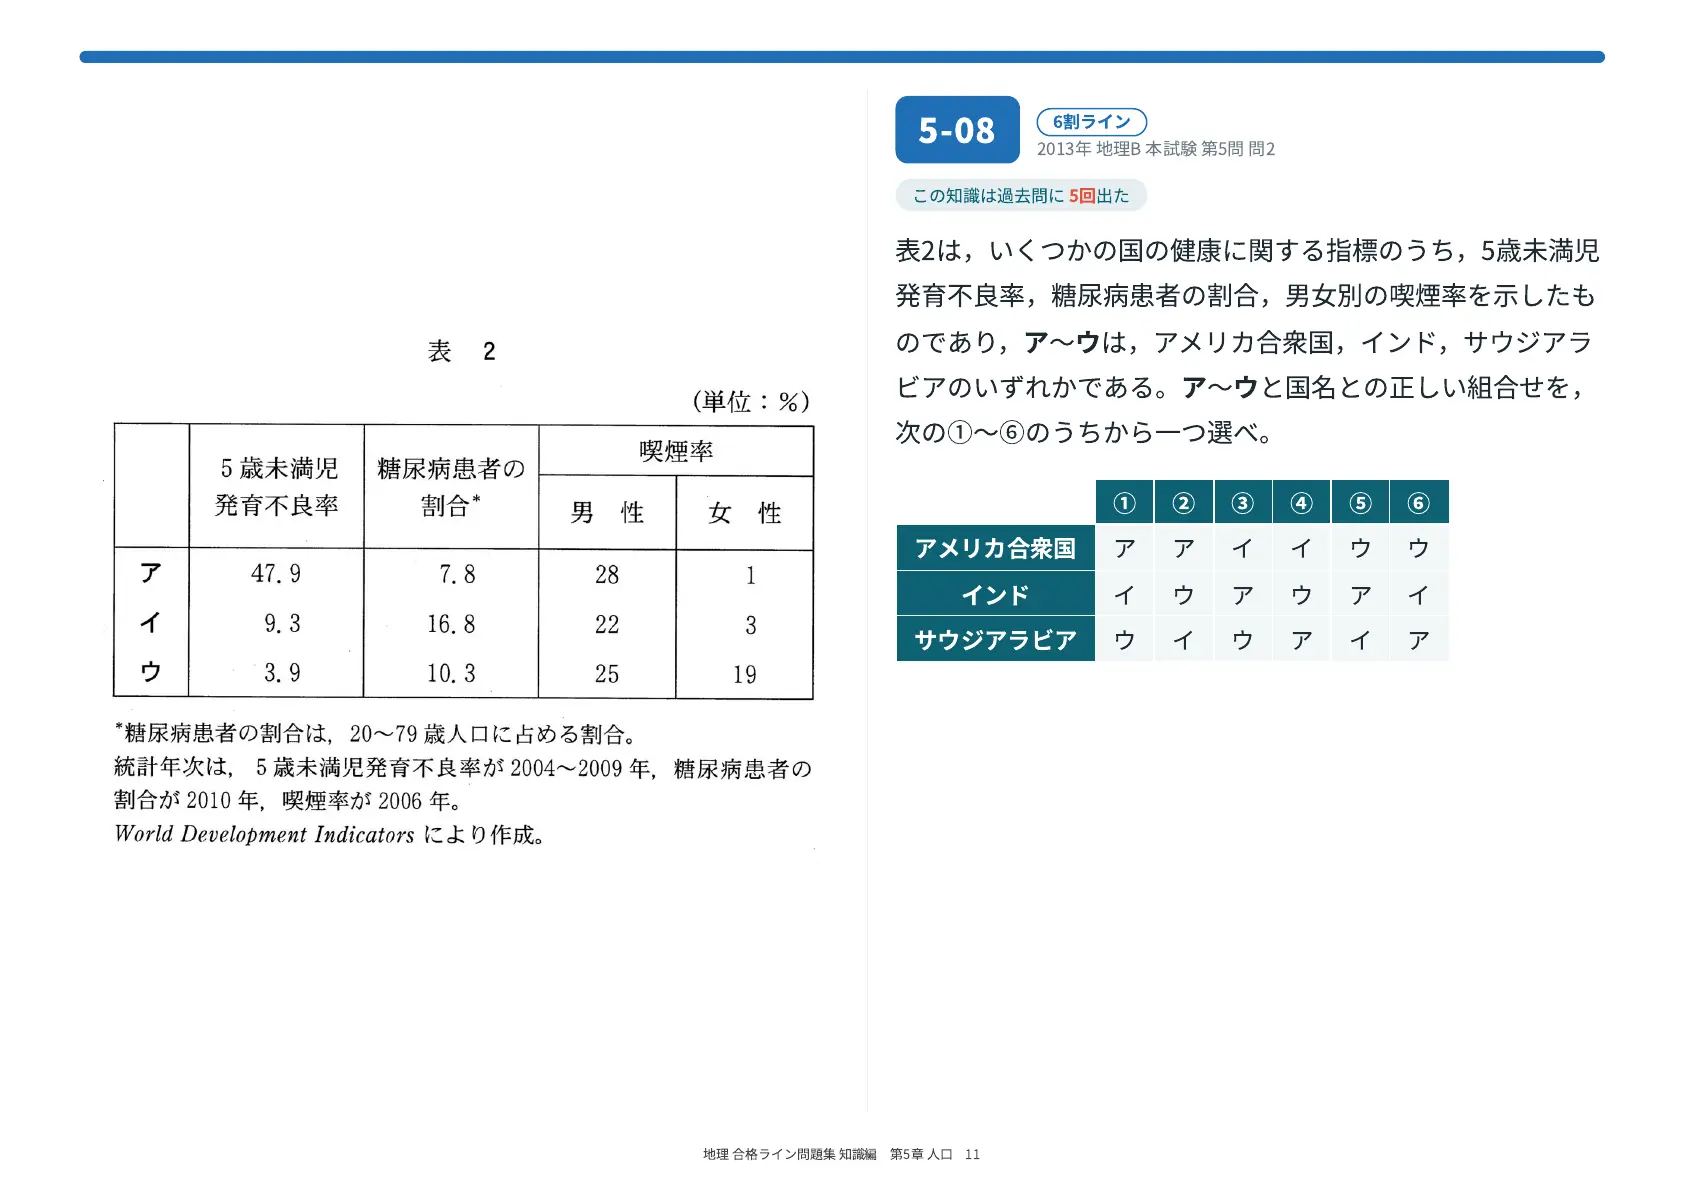 表 2
(単位：％)
5歳未満児発育不良率 糖尿病患者の割合* 喫煙率
男 性 女 性
ア 47.9 7.8 28 1
イ 9.3 16.8 22 3
ウ 3.9 10.3 25 19
*糖尿病患者の割合は，20〜79歳人口に占める割合。
統計年次は，5歳未満児発育不良率が2004〜2009年，糖尿病患者の
割合が2010年，喫煙率が2006年。
World Development Indicators により作成。
5-08
6割ライン
2013年 地理B 本試験 第5問 問2
この知識は過去問に 5回出た
表2は，いくつかの国の健康に関する指標のうち，5歳未満児
発育不良率，糖尿病患者の割合，男女別の喫煙率を示したも
のであり，ア〜ウは，アメリカ合衆国，インド，サウジアラ
ビアのいずれかである。ア〜ウと国名との正しい組合せを，
次の①〜⑥のうちから一つ選べ。
① ② ③ ④ ⑤ ⑥
アメリカ合衆国 ア ア イ イ ウ ウ
インド イ ウ ア ウ ア イ
サウジアラビア ウ イ ウ ア イ ア
地理 合格ライン問題集 知識編 第5章 人口 11